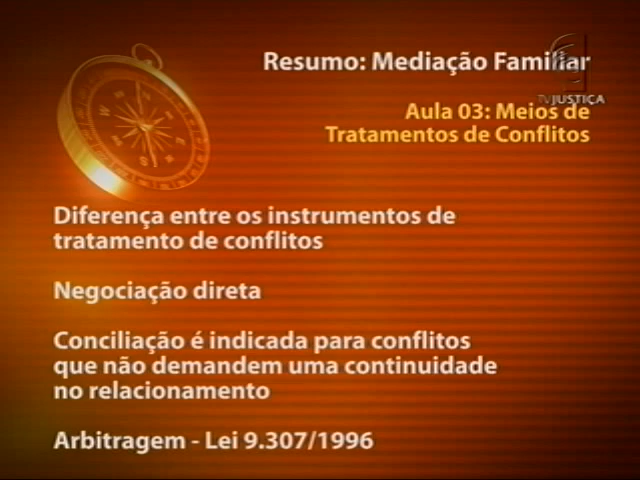 Resumo: Mediação Familiar
TV JUSTIÇA
Aula 03: Meios de
Tratamentos de Conflitos
Diferença entre os instrumentos de
tratamento de conflitos
Negociação direta
Conciliação é indicada para conflitos
que não demandem uma continuidade
no relacionamento
Arbitragem - Lei 9.307/1996